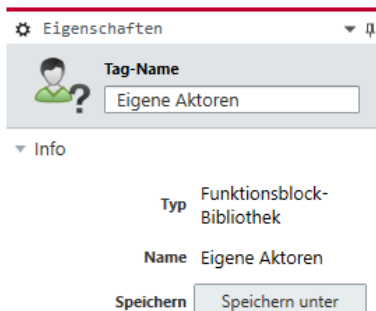 Eigenschaften
Tag-Name
Eigene Aktoren
Info
Typ Funktionsblock-
Bibliothek
Name Eigene Aktoren
Speichern Speichern unter